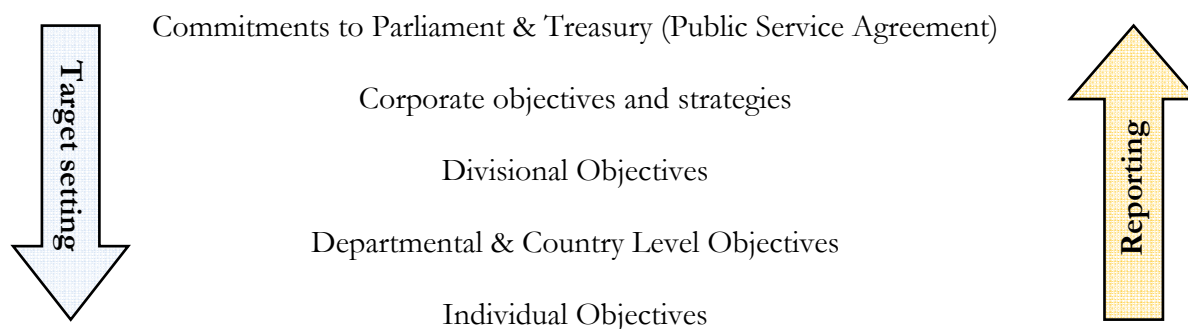 Commitments to Parliament & Treasury (Public Service Agreement)
Target setting
Corporate objectives and strategies
Divisional Objectives
Reporting
Departmental & Country Level Objectives
Individual Objectives